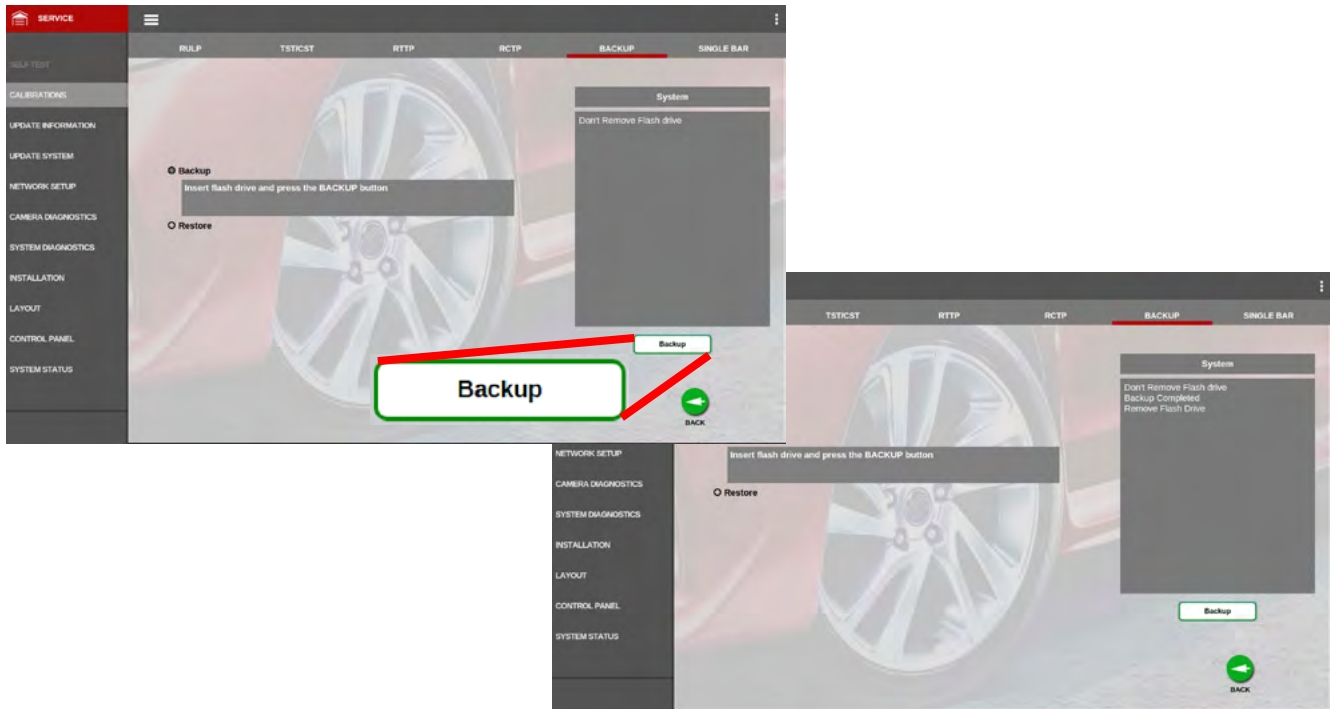 SERVICE
RULP TSTICST RTTP RCTP BACKUP SINGLE BAR
SELF TEST
CALIBRATIONS
UPDATE INFORMATION
UPDATE SYSTEM
NETWORK SETUP
CAMERA DIAGNOSTICS
SYSTEM DIAGNOSTICS
INSTALLATION
LAYOUT
CONTROL PANEL
SYSTEM STATUS
Backup
Insert flash drive and press the BACKUP button
Restore
System
Don't Remove Flash drive
Backup
Backup
BACK
TSTICST RTTP RCTP BACKUP SINGLE BAR
NETWORK SETUP
CAMERA DIAGNOSTICS
SYSTEM DIAGNOSTICS
INSTALLATION
LAYOUT
CONTROL PANEL
SYSTEM STATUS
Insert flash drive and press the BACKUP button
Restore
System
Don't Remove Flash drive
Backup Completed
Remove Flash Drive
Backup
BACK